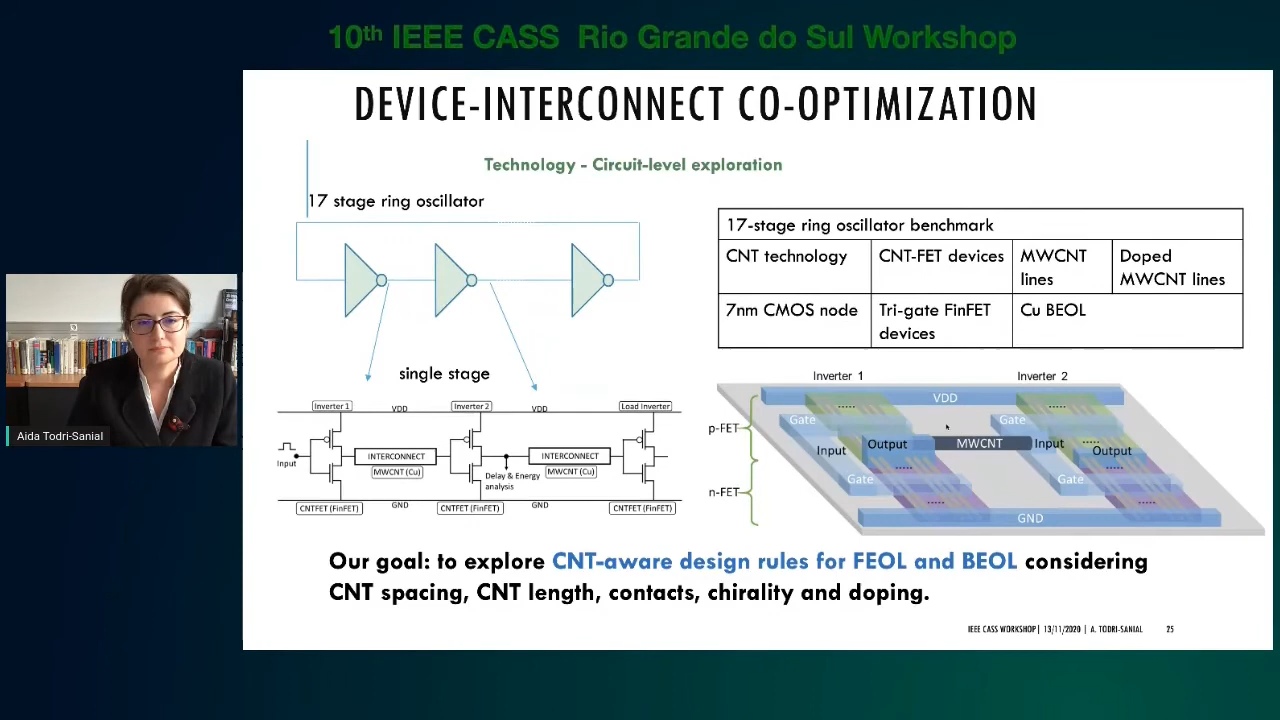 10th IEEE CASS Rio Grande do Sul Workshop
DEVICE-INTERCONNECT CO-OPTIMIZATION
Technology - Circuit-level exploration
17 stage ring oscillator
single stage
Inverter 1
VDD
Inverter 2
VDD
Load Inverter
Input
INTERCONNECT
MWCNT (Cu)
Delay & Energy
analysis
INTERCONNECT
MWCNT (Cu)
CNTFET (FinFET)
GND
CNTFET (FinFET)
GND
CNTFET (FinFET)
17-stage ring oscillator benchmark
CNT technology
CNT-FET devices
MWCNT
lines
Doped
MWCNT lines
7nm CMOS node
Tri-gate FinFET
devices
Cu BEOL
Inverter 1
Inverter 2
VDD
Gate
Gate
p-FET
Input
Output
MWCNT
Input
Output
Gate
Gate
n-FET
GND
Our goal: to explore CNT-aware design rules for FEOL and BEOL considering
CNT spacing, CNT length, contacts, chirality and doping.
IEEE CASS WORKSHOP| 13/11/2020 | A. TODRI-SANIAL 25
Aida Todri-Sanial